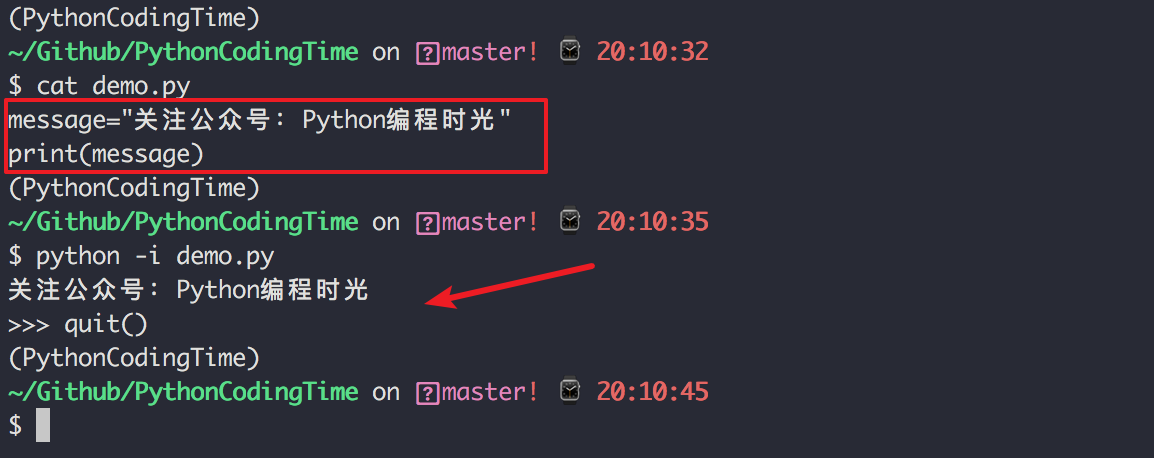 (PythonCodingTime)
~/Github/PythonCodingTime on ?master! ⌚ 20:10:32
$ cat demo.py
message="关注公众号：Python编程时光"
print(message)
(PythonCodingTime)
~/Github/PythonCodingTime on ?master! ⌚ 20:10:35
$ python -i demo.py
关注公众号：Python编程时光
>>> quit()
(PythonCodingTime)
~/Github/PythonCodingTime on ?master! ⌚ 20:10:45
$